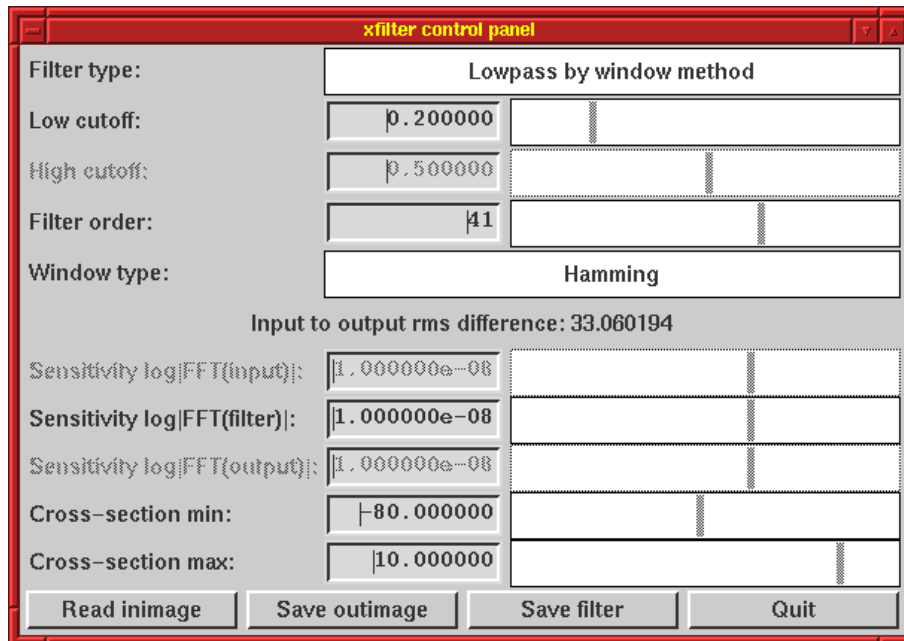 xfilter control panel
Filter type: Lowpass by window method
Low cutoff: 0.200000
High cutoff: 0.500000
Filter order: 41
Window type: Hamming
Input to output rms difference: 33.060194
Sensitivity log|FFT(input)|: 1.000000e-08
Sensitivity log|FFT(filter)|: 1.000000e-08
Sensitivity log|FFT(output)|: 1.000000e-08
Cross-section min: -80.000000
Cross-section max: 10.000000
Read inimage Save outimage Save filter Quit